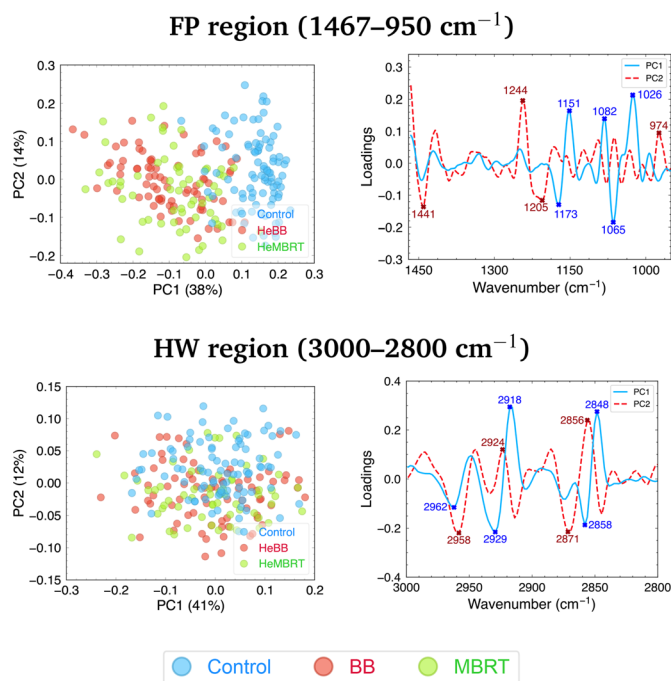 FP region (1467–950 cm−1)
0.3
0.2
0.1
0.0
−0.1
−0.2
PC2 (14%)
−0.4 −0.3 −0.2 −0.1 0.0 0.1 0.2 0.3
PC1 (38%)
Control
HeBB
HeMBRT
0.3
0.2
0.1
0.0
−0.1
−0.2
−0.3
Loadings
1450 1300 1150 1000
Wavenumber (cm−1)
PC1
PC2
1244
1151
1082
1026
974
1441
1205
1173
1065
HW region (3000–2800 cm−1)
0.15
0.10
0.05
0.00
−0.05
−0.10
−0.15
PC2 (12%)
−0.3 −0.2 −0.1 0.0 0.1 0.2
PC1 (41%)
Control
HeBB
HeMBRT
0.4
0.2
0.0
−0.2
−0.4
Loadings
3000 2950 2900 2850 2800
Wavenumber (cm−1)
PC1
PC2
2918
2848
2924
2856
2962
2958
2929
2871
2858
Control BB MBRT